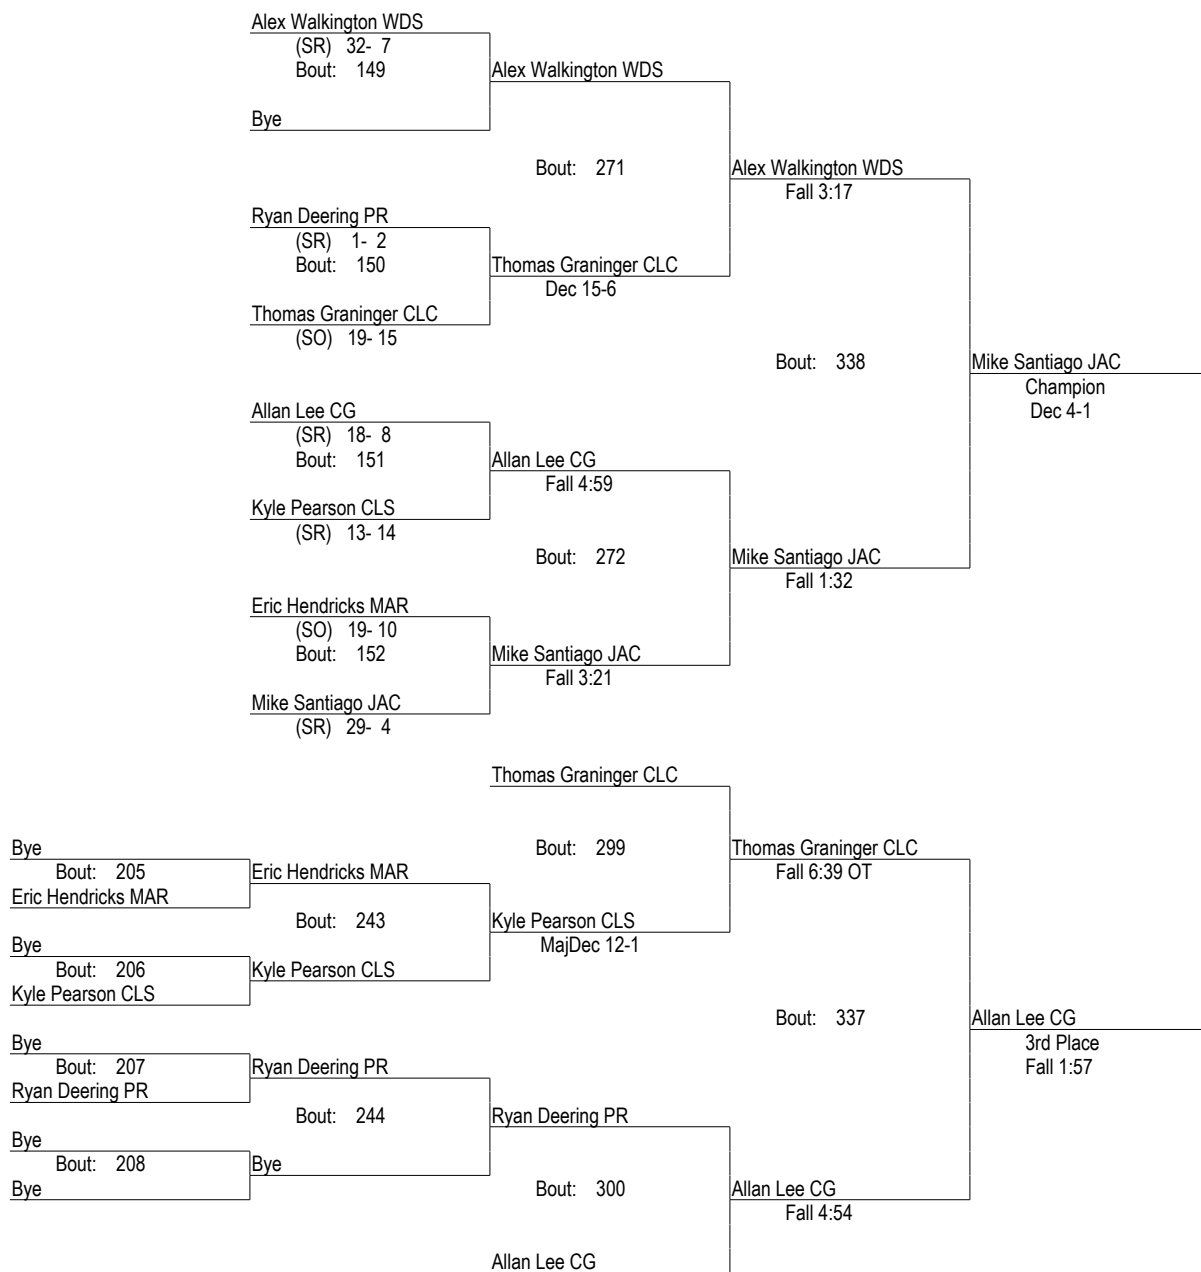 Alex Walkington WDS
(SR) 32- 7
Bout: 149
Alex Walkington WDS
Bye
Bout: 271
Alex Walkington WDS
Fall 3:17
Ryan Deering PR
(SR) 1- 2
Bout: 150
Thomas Graninger CLC
Dec 15-6
Thomas Graninger CLC
(SO) 19- 15
Bout: 338
Mike Santiago JAC
Champion
Dec 4-1
Allan Lee CG
(SR) 18- 8
Bout: 151
Allan Lee CG
Fall 4:59
Kyle Pearson CLS
(SR) 13- 14
Bout: 272
Mike Santiago JAC
Fall 1:32
Eric Hendricks MAR
(SO) 19- 10
Bout: 152
Mike Santiago JAC
Fall 3:21
Mike Santiago JAC
(SR) 29- 4
Thomas Graninger CLC
Bye
Bout: 205
Eric Hendricks MAR
Eric Hendricks MAR
Bout: 299
Thomas Graninger CLC
Fall 6:39 OT
Bout: 243
Kyle Pearson CLS
MajDec 12-1
Bye
Bout: 206
Kyle Pearson CLS
Kyle Pearson CLS
Bout: 337
Allan Lee CG
3rd Place
Fall 1:57
Bye
Bout: 207
Ryan Deering PR
Ryan Deering PR
Bout: 244
Ryan Deering PR
Bye
Bout: 208
Bye
Bye
Bout: 300
Allan Lee CG
Fall 4:54
Allan Lee CG